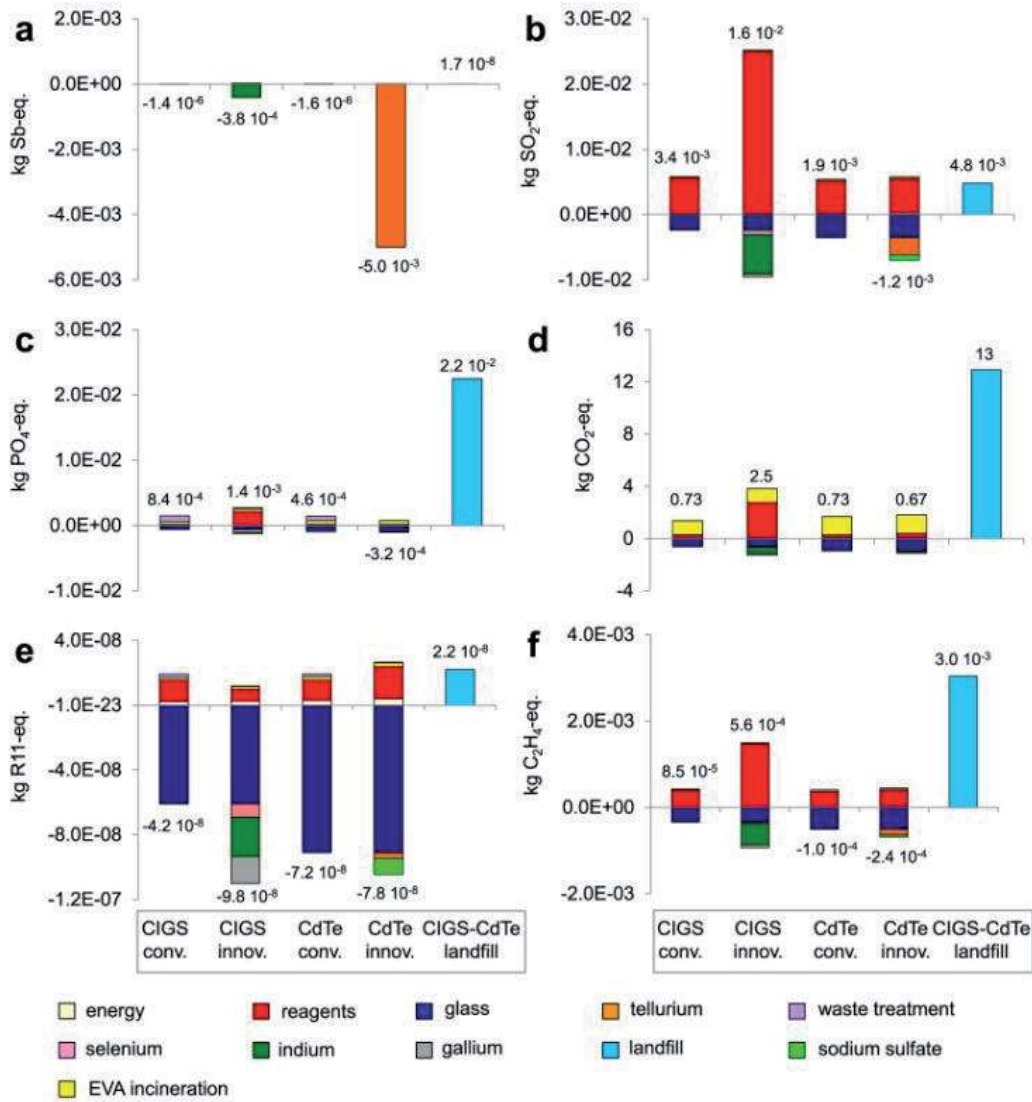 a
kg Sb-eq.
2.0E-03
0.0E+00
-2.0E-03
-4.0E-03
-6.0E-03
-1.4 10⁻⁶
-3.8 10⁻⁴
-1.6 10⁻⁶
-5.0 10⁻³
1.7 10⁻⁸
b
kg SO₂-eq.
3.0E-02
2.0E-02
1.0E-02
0.0E+00
-1.0E-02
3.4 10⁻³
1.6 10⁻²
1.9 10⁻³
-1.2 10⁻³
4.8 10⁻³
c
kg PO₄-eq.
3.0E-02
2.0E-02
1.0E-02
0.0E+00
-1.0E-02
8.4 10⁻⁴
1.4 10⁻³
4.6 10⁻⁴
-3.2 10⁻⁴
2.2 10⁻²
d
kg CO₂-eq.
16
12
8
4
0
-4
0.73
2.5
0.73
0.67
13
e
kg R11-eq.
4.0E-08
-1.0E-23
-4.0E-08
-8.0E-08
-1.2E-07
-4.2 10⁻⁸
-9.8 10⁻⁸
-7.2 10⁻⁸
-7.8 10⁻⁸
2.2 10⁻⁸
f
kg C₂H₄-eq.
4.0E-03
2.0E-03
0.0E+00
-2.0E-03
8.5 10⁻⁵
5.6 10⁻⁴
-1.0 10⁻⁴
-2.4 10⁻⁴
3.0 10⁻³
CIGS CIGS CdTe CdTe CIGS-CdTe
conv. innov. conv. innov. landfill
CIGS CIGS CdTe CdTe CIGS-CdTe
conv. innov. conv. innov. landfill
energy reagents glass tellurium waste treatment
selenium indium gallium landfill sodium sulfate
EVA incineration